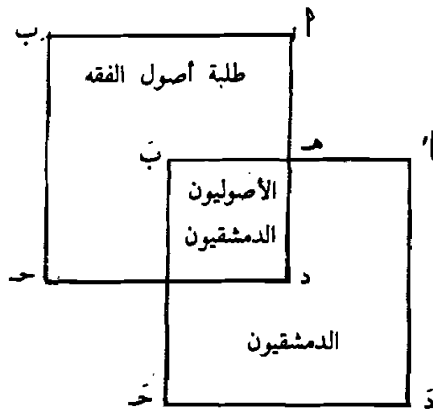 أ ب
طلبة أصول الفقه
أَ هـ بَ
الأصوليون
الدمشقيون
د حـ
الدمشقيون
دَ حَـ